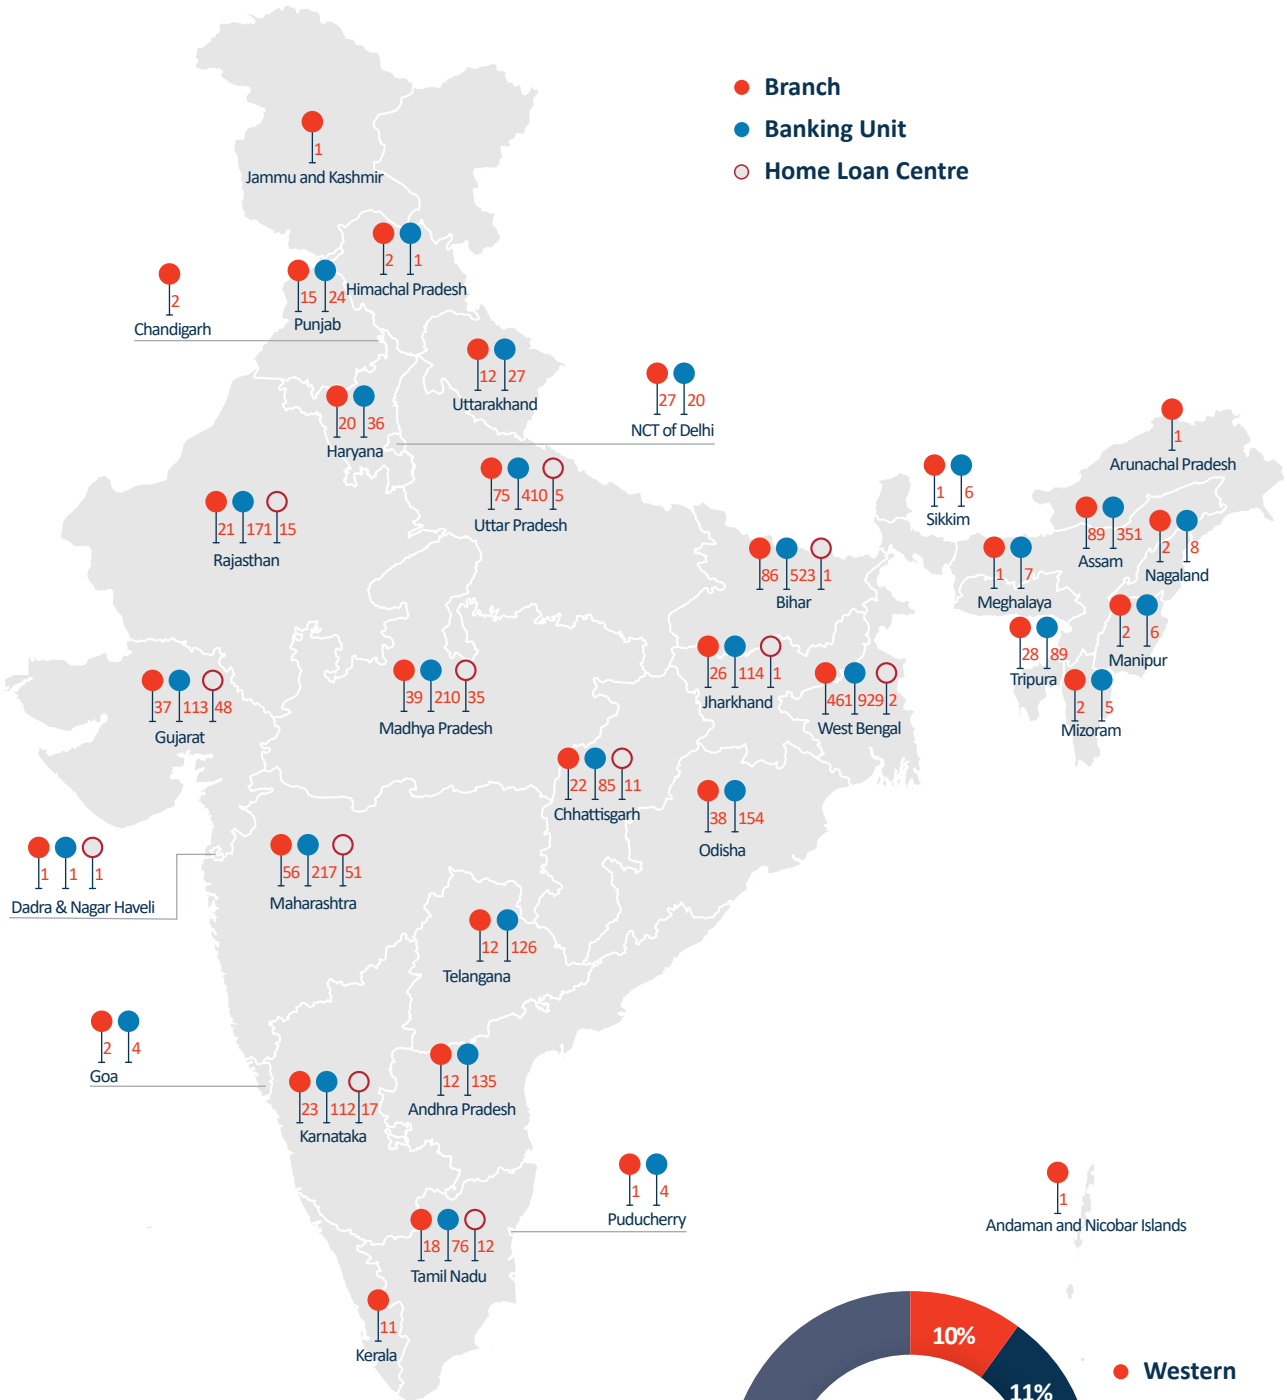 Branch
Banking Unit
Home Loan Centre
1
Jammu and Kashmir
2 1
Himachal Pradesh
2
Chandigarh
15 24
Punjab
12 27
Uttarakhand
27 20
NCT of Delhi
20 36
Haryana
1
Arunachal Pradesh
75 410 5
Uttar Pradesh
1 6
Sikkim
21 171 15
Rajasthan
89 351
Assam
2 8
Nagaland
86 523 1
Bihar
1 7
Meghalaya
2 6
Manipur
28 89
Tripura
26 114 1
Jharkhand
461 929 2
West Bengal
2 5
Mizoram
37 113 48
Gujarat
39 210 35
Madhya Pradesh
22 85 11
Chhattisgarh
38 154
Odisha
1 1 1
Dadra & Nagar Haveli
56 217 51
Maharashtra
12 126
Telangana
2 4
Goa
12 135
Andhra Pradesh
23 112 17
Karnataka
1 4
Puducherry
1
Andaman and Nicobar Islands
18 76 12
Tamil Nadu
11
Kerala
10%
11%
Western